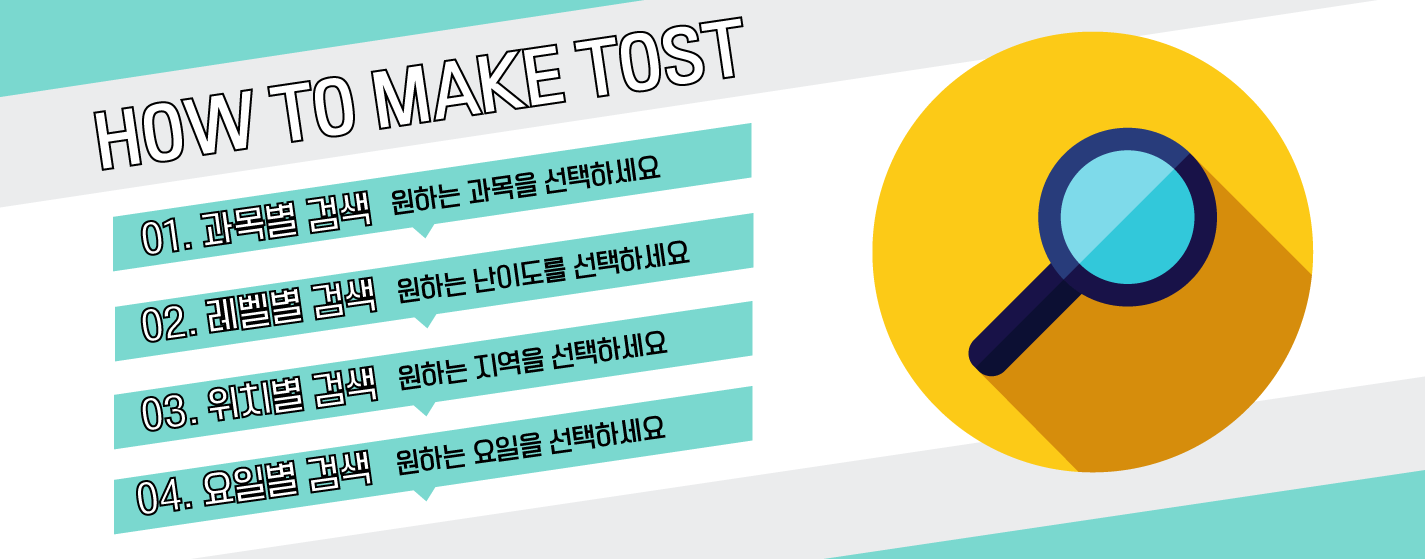 HOW TO MAKE TOST
01. 과목별 검색 원하는 과목을 선택하세요
02. 레벨별 검색 원하는 난이도를 선택하세요
03. 위치별 검색 원하는 지역을 선택하세요
04. 요일별 검색 원하는 요일을 선택하세요